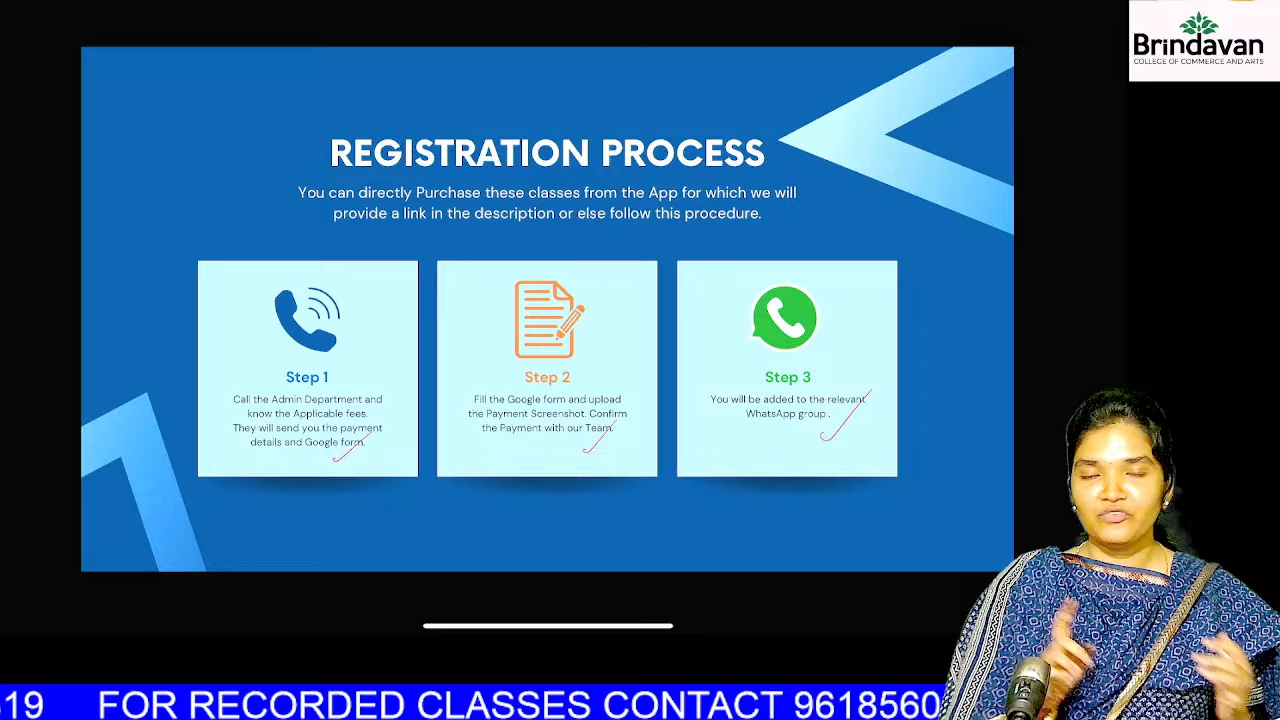 Brindavan
COLLEGE OF COMMERCE AND ARTS
REGISTRATION PROCESS
You can directly Purchase these classes from the App for which we will
provide a link in the description or else follow this procedure.
Step 1
Call the Admin Department and
know the Applicable fees.
They will send you the payment
details and Google form.
Step 2
Fill the Google form and upload
the Payment Screenshot. Confirm
the Payment with our Team.
Step 3
You will be added to the relevant
WhatsApp group .
19 FOR RECORDED CLASSES CONTACT 9618560